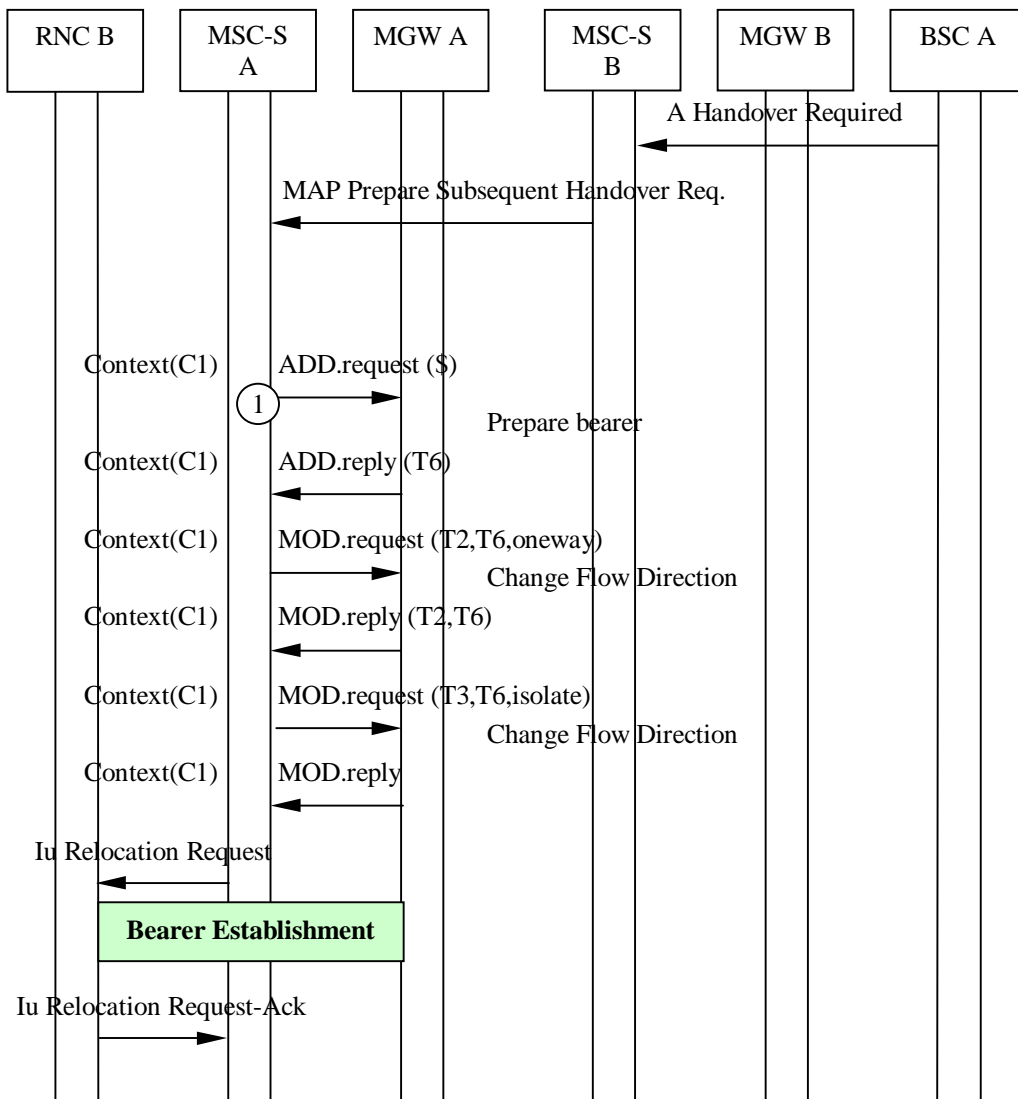 RNC B
MSC-S
A
MGW A
MSC-S
B
MGW B
BSC A
A Handover Required
MAP Prepare Subsequent Handover Req.
Context(C1)
ADD.request ($)
1
Prepare bearer
Context(C1)
ADD.reply (T6)
Context(C1)
MOD.request (T2,T6,oneway)
Change Flow Direction
Context(C1)
MOD.reply (T2,T6)
Context(C1)
MOD.request (T3,T6,isolate)
Change Flow Direction
Context(C1)
MOD.reply
Iu Relocation Request
Bearer Establishment
Iu Relocation Request-Ack